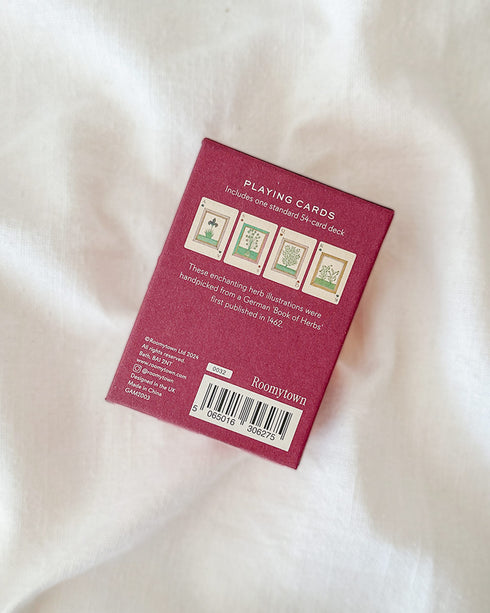 PLAYING CARDS
Includes one standard 54-card deck
These enchanting herb illustrations were
handpicked from a German 'Book of Herbs'
first published in 1462
©Roomytown Ltd 2024
All rights reserved.
Bath, BA1 2NT
www.roomytown.com
@roomytown
Designed in the UK
Made in China
GAM2003
0032
Roomytown
5 065016 306275